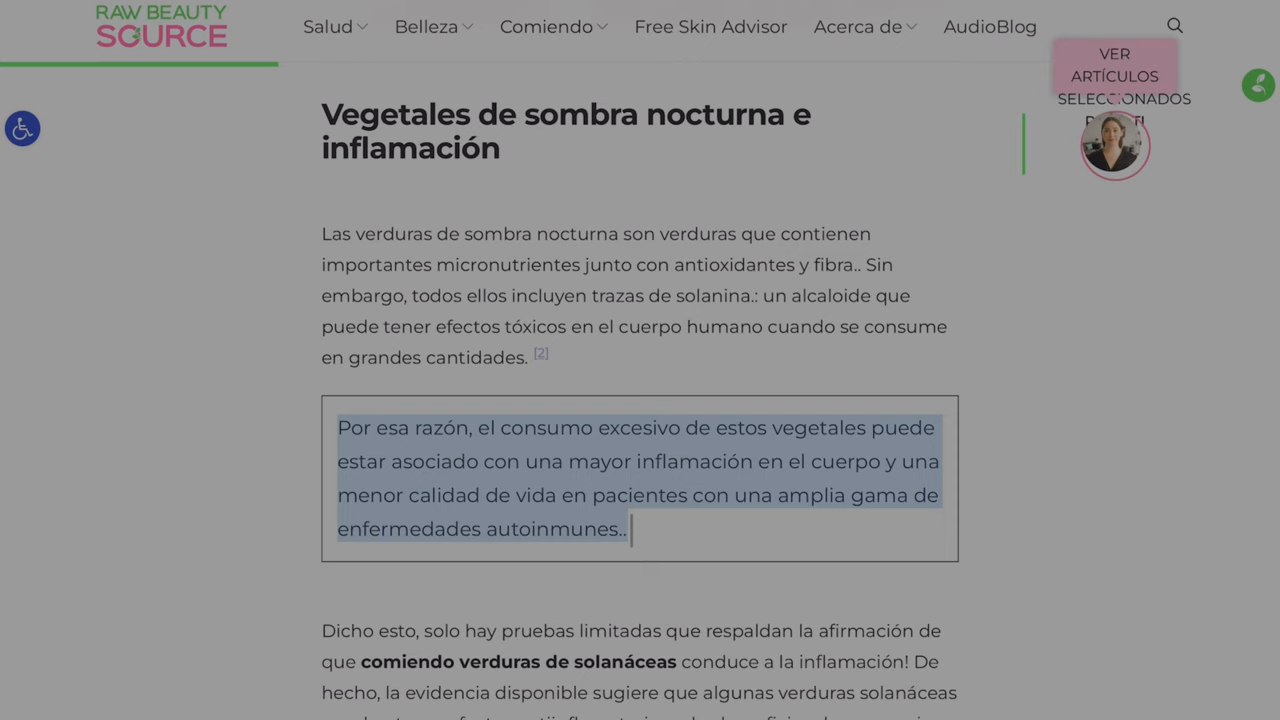 RAW BEAUTY
SOURCE
Salud
Belleza
Comiendo
Free Skin Advisor
Acerca de
AudioBlog
VER
ARTÍCULOS
SELECCIONADOS
Vegetales de sombra nocturna e
inflamación
Las verduras de sombra nocturna son verduras que contienen
importantes micronutrientes junto con antioxidantes y fibra.. Sin
embargo, todos ellos incluyen trazas de solanina.: un alcaloide que
puede tener efectos tóxicos en el cuerpo humano cuando se consume
en grandes cantidades. [2]
Por esa razón, el consumo excesivo de estos vegetales puede
estar asociado con una mayor inflamación en el cuerpo y una
menor calidad de vida en pacientes con una amplia gama de
enfermedades autoinmunes..
Dicho esto, solo hay pruebas limitadas que respaldan la afirmación de
que comiendo verduras de solanáceas conduce a la inflamación! De
hecho, la evidencia disponible sugiere que algunas verduras solanáceas